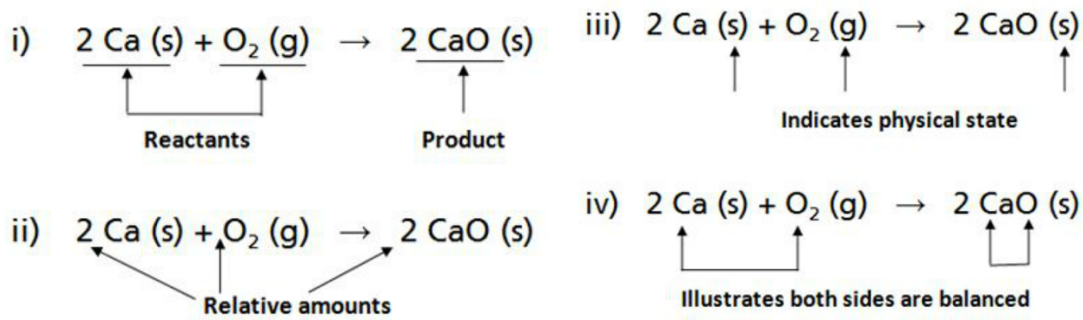 i) 2 Ca (s) + O₂ (g) → 2 CaO (s)
Reactants Product
ii) 2 Ca (s) + O₂ (g) → 2 CaO (s)
Relative amounts
iii) 2 Ca (s) + O₂ (g) → 2 CaO (s)
Indicates physical state
iv) 2 Ca (s) + O₂ (g) → 2 CaO (s)
Illustrates both sides are balanced